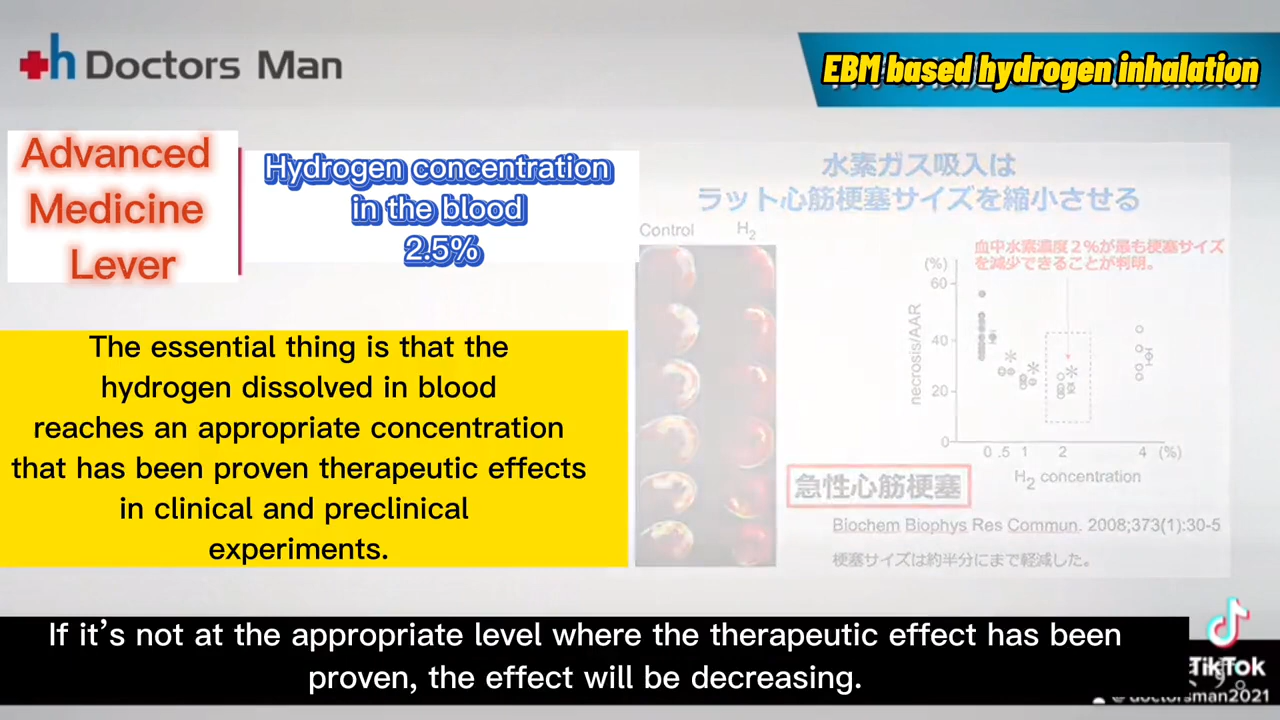 h Doctors Man
EBM based hydrogen inhalation
Advanced
Medicine
Lever
Hydrogen concentration
in the blood
2.5%
The essential thing is that the
hydrogen dissolved in blood
reaches an appropriate concentration
that has been proven therapeutic effects
in clinical and preclinical
experiments.
水素ガス吸入は
ラット心筋梗塞サイズを縮小させる
Control H2
血中水素濃度2%が最も梗塞サイズ
を減少できることが判明。
(%)
60
40
20
0
necrosis/AAR
0 .5 1 2 4 (%)
H2 concentration
急性心筋梗塞
Biochem Biophys Res Commun. 2008;373(1):30-5
梗塞サイズは約半分にまで軽減した。
If it's not at the appropriate level where the therapeutic effect has been
proven, the effect will be decreasing.
TikTok
@doctorsman2021